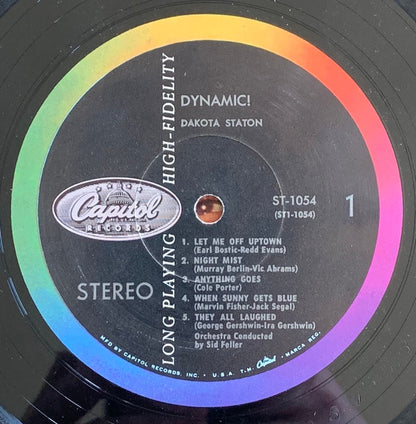 DYNAMIC!
DAKOTA STATON
LONG PLAYING HIGH-FIDELITY
Capitol
RECORDS
STEREO
ST-1054
(ST1-1054)
1
1. LET ME OFF UPTOWN
(Earl Bostic-Redd Evans)
2. NIGHT MIST
(Murray Berlin-Vic Abrams)
3. ANYTHING GOES
(Cole Porter)
4. WHEN SUNNY GETS BLUE
(Marvin Fisher-Jack Segal)
5. THEY ALL LAUGHED
(George Gershwin-Ira Gershwin)
Orchestra Conducted
by Sid Feller
MFD BY CAPITOL RECORDS, INC. • U.S.A. T.M. Capitol MARCA REG.